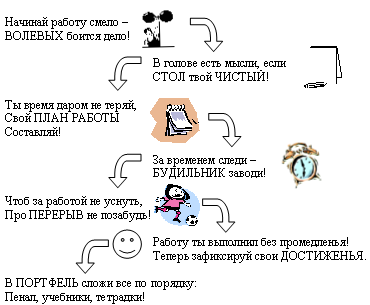 Начинай работу смело –
ВОЛЕВЫХ боится дело!
В голове есть мысли, если
СТОЛ твой ЧИСТЫЙ!
Ты время даром не теряй,
Свой ПЛАН РАБОТЫ
Составляй!
За временем следи –
БУДИЛЬНИК заводи!
Чтоб за работой не уснуть,
Про ПЕРЕРЫВ не позабудь!
Работу ты выполнил без промедленья!
Теперь зафиксируй свои ДОСТИЖЕНЬЯ.
В ПОРТФЕЛЬ сложи все по порядку:
Пенал, учебники, тетрадки!